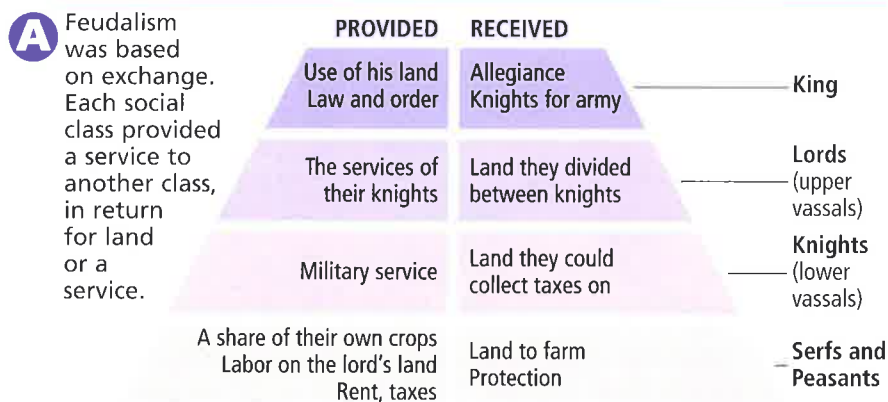 A
Feudalism
was based
on exchange.
Each social
class provided
a service to
another class,
in return
for land
or a
service.
PROVIDED RECEIVED
Use of his land
Law and order
Allegiance
Knights for army
King
The services of
their knights
Land they divided
between knights
Lords
(upper
vassals)
Military service
Land they could
collect taxes on
Knights
(lower
vassals)
A share of their own crops
Labor on the lord's land
Rent, taxes
Land to farm
Protection
Serfs and
Peasants